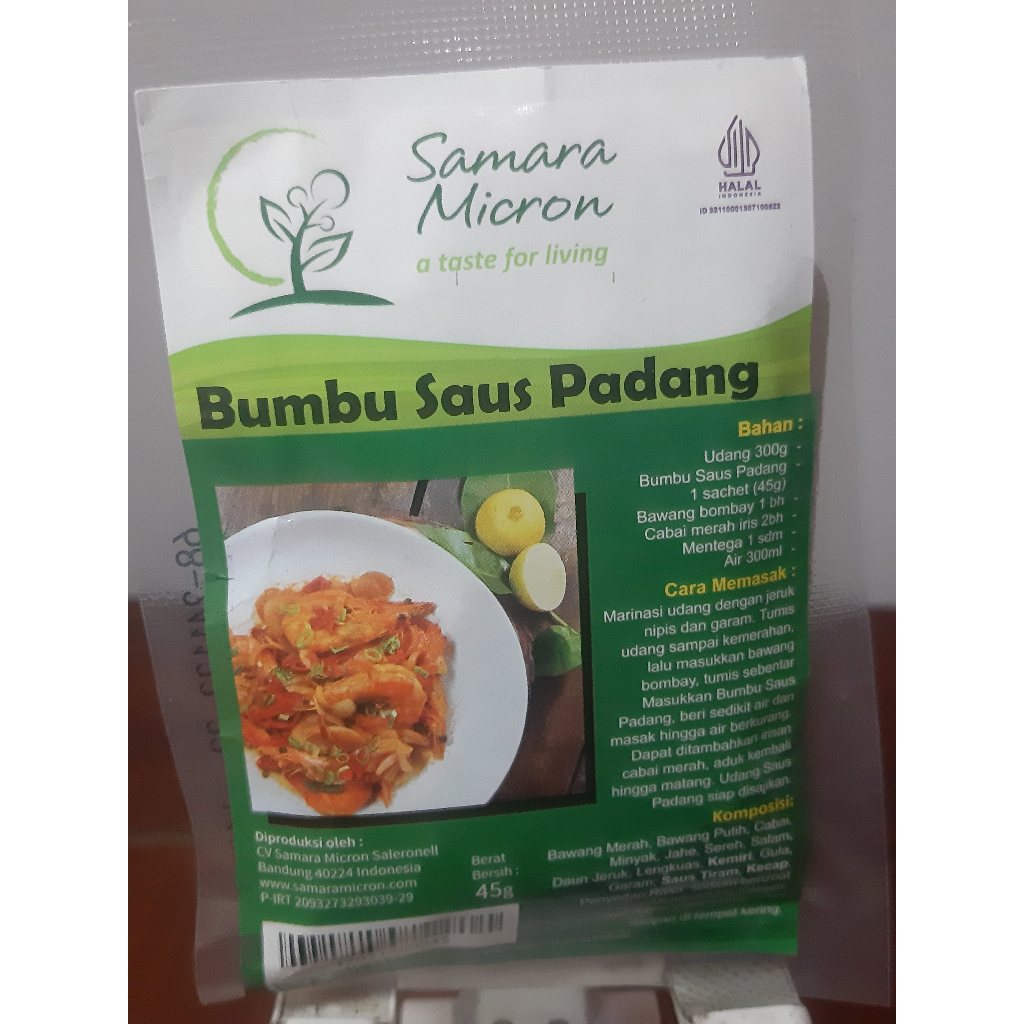 Samara
Micron
a taste for living
HALAL
INDONESIA
Bumbu Saus Padang
Bahan :
Udang 300g -
Bumbu Saus Padang -
1 sachet (45g)
Bawang bombay 1 bh -
Cabai merah iris 2bh -
Mentega 1 sdm -
Air 300ml -
Cara Memasak :
Marinasi udang dengan jeruk
nipis dan garam. Tumis
udang sampai kemerahan,
lalu masukkan bawang
bombay, tumis sebentar
Masukkan Bumbu Saus
Padang, beri sedikit air dan
masak hingga air berkurang.
Dapat ditambahkan irisan
cabai merah, aduk kembali
hingga matang. Udang Saus
Padang siap disajikan.
Komposisi:
Bawang Merah, Bawang Putih, Cabai,
Minyak, Jahe, Sereh, Salam,
Daun Jeruk, Lengkuas, Kemiri, Gula,
Garam, Saus Tiram, Kecap,
di tempat kering.
Diproduksi oleh :
CV Samara Micron Saleronell
Bandung 40224 Indonesia
www.samaramicron.com
P-IRT 2093273293039-29
Berat
Bersih :
45g